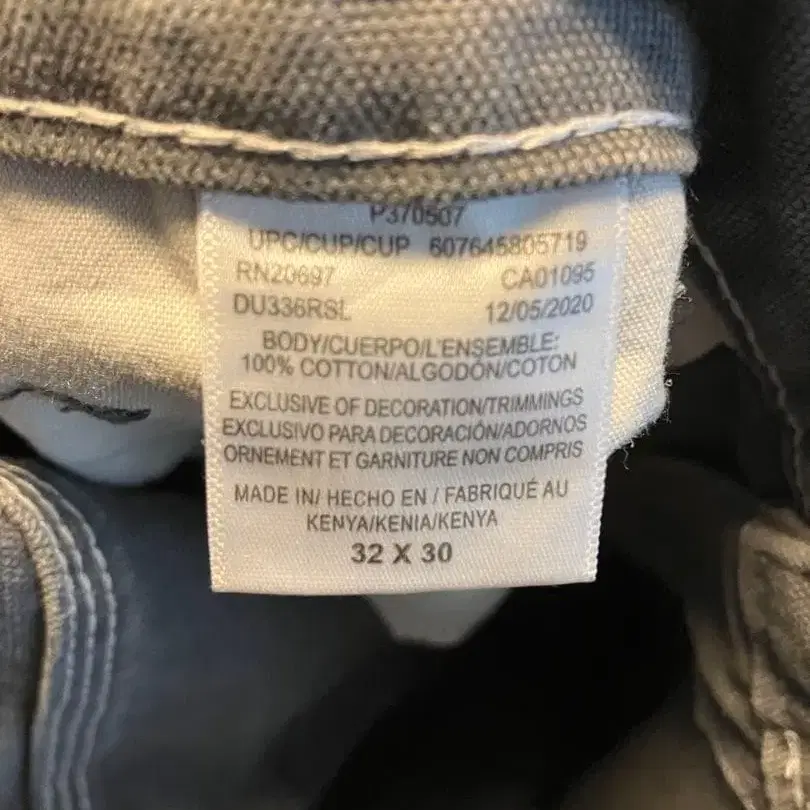 P370507
UPC/CUP/CUP 607645805719
RN20697 CA01095
DU336RSL 12/05/2020
BODY/CUERPO/L'ENSEMBLE:
100% COTTON/ALGODÓN/COTON
EXCLUSIVE OF DECORATION/TRIMMINGS
EXCLUSIVO PARA DECORACIÓN/ADORNOS
ORNEMENT ET GARNITURE NON COMPRIS
MADE IN/ HECHO EN / FABRIQUÉ AU
KENYA/KENIA/KENYA
32 X 30